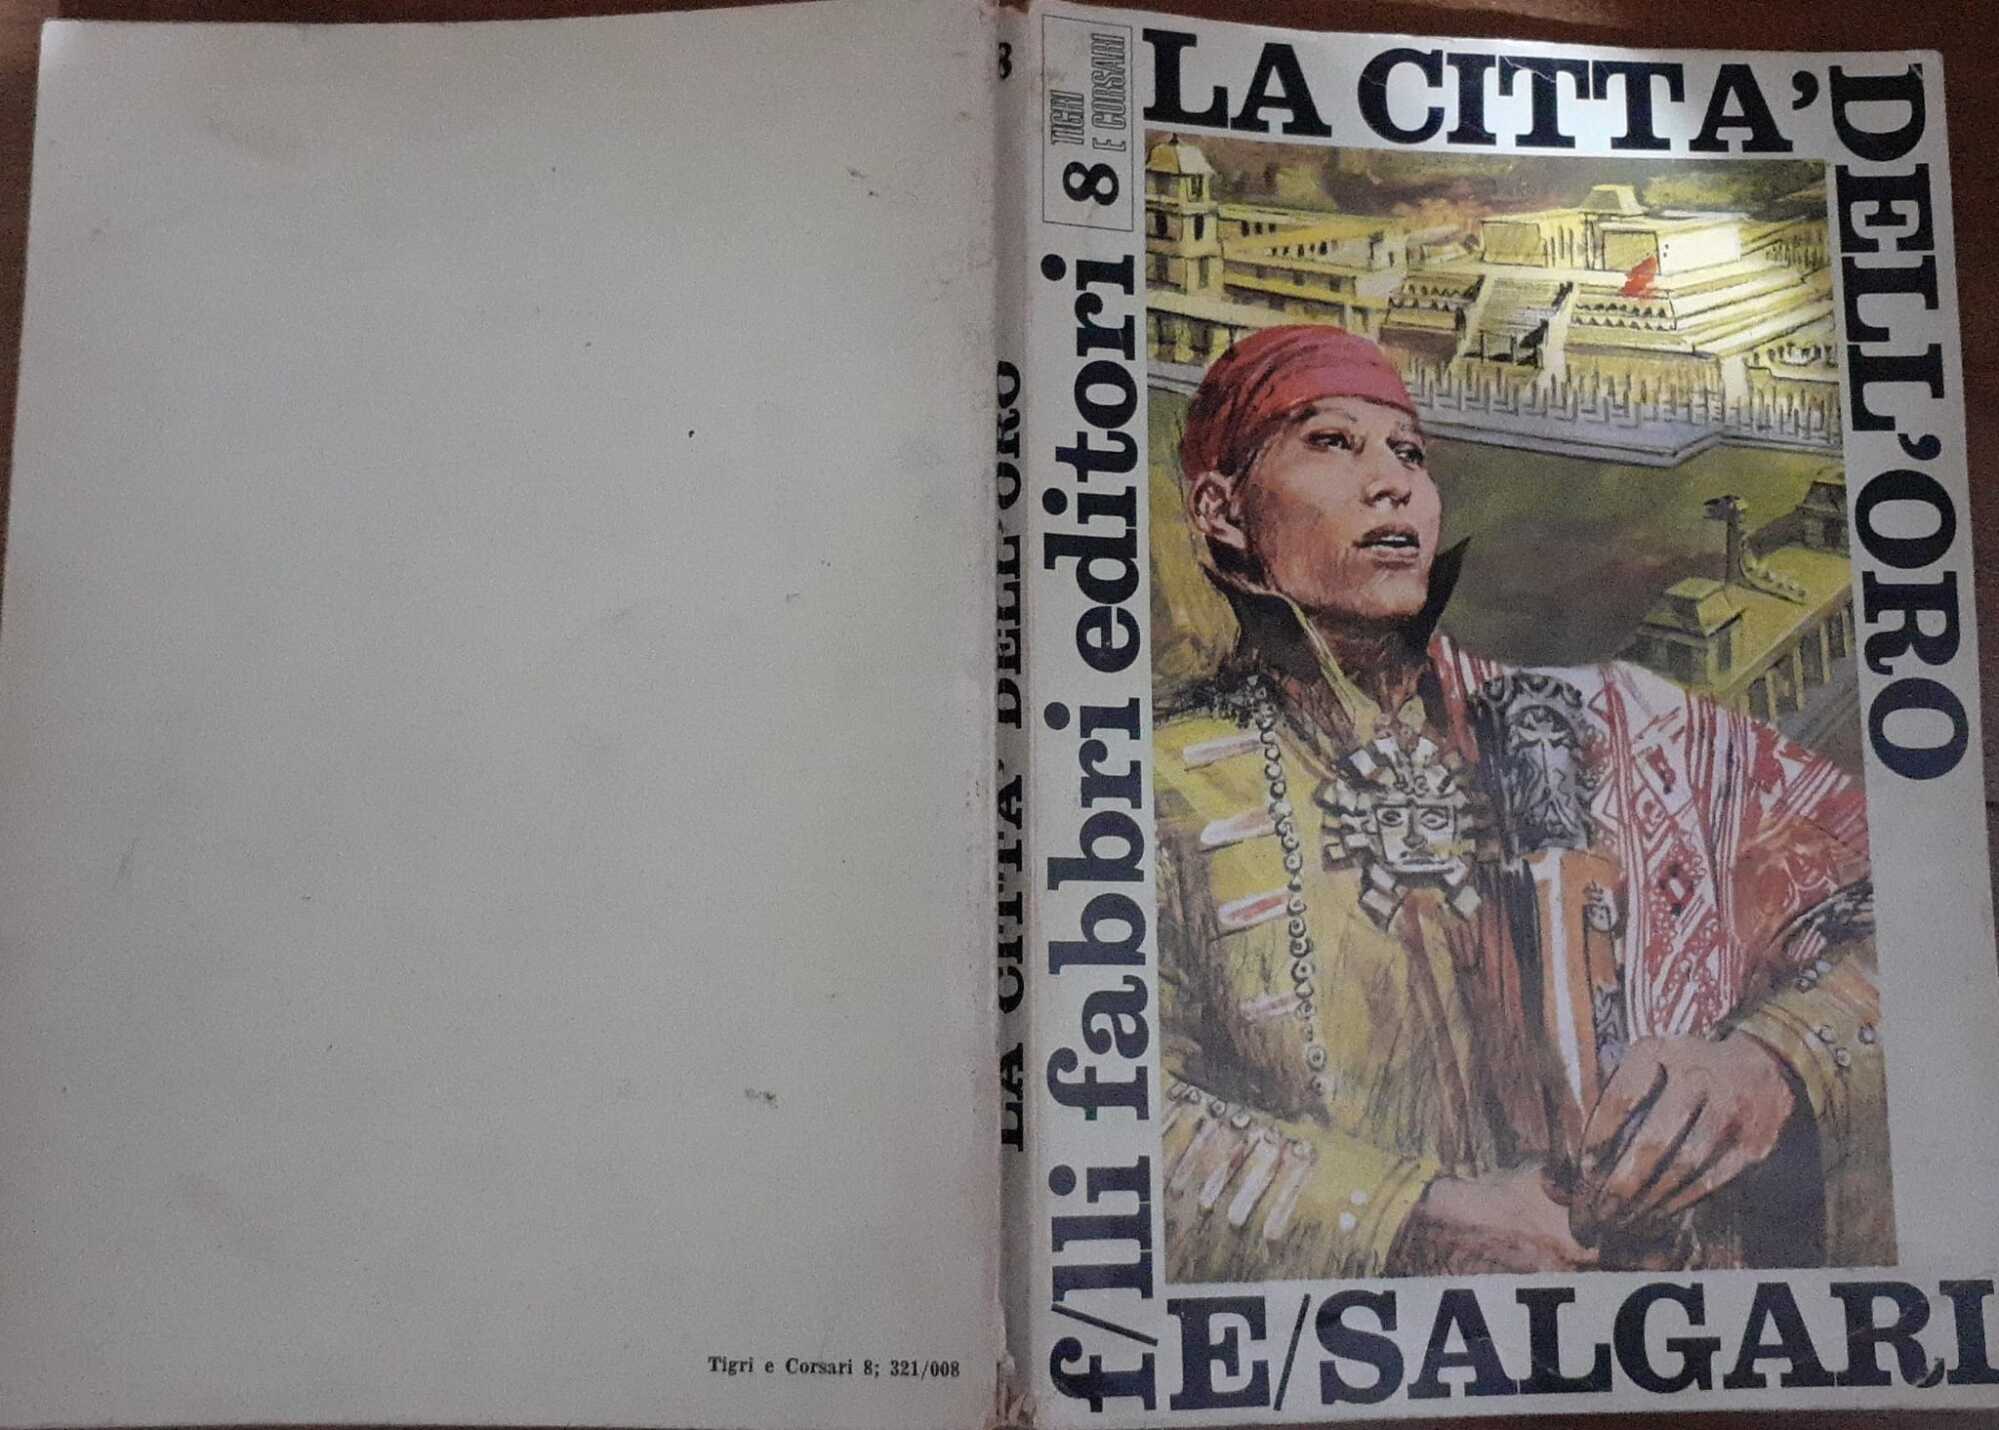 Tigri e Corsari 8; 321/008
8
LA CITTA' DELL'ORO
TIGRI
E CORSARI
8
f/lli fabbri editori
LA CITTA' DELL'ORO
E/SALGARI